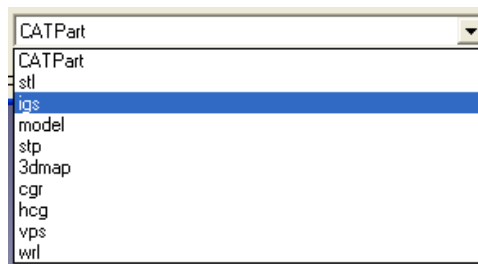 CATPart
CATPart
stl
igs
model
stp
3dmap
cgr
hcg
vps
wrl